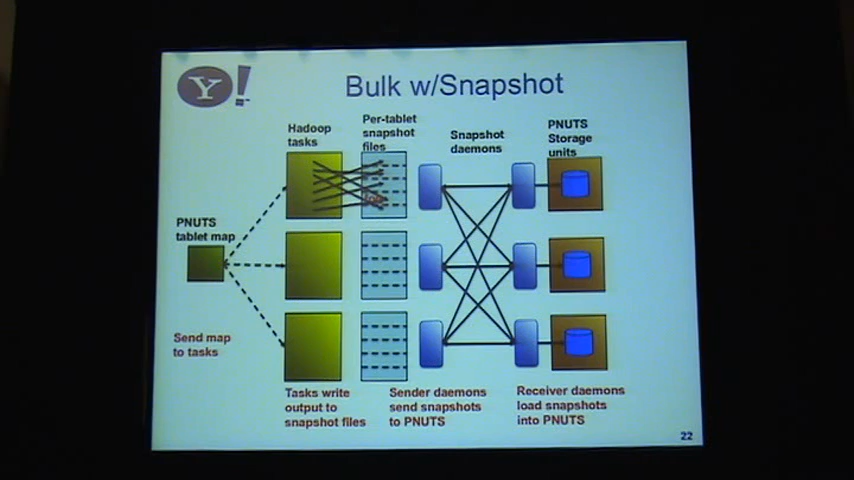 Y!
Bulk w/Snapshot
Hadoop
tasks
Per-tablet
snapshot
files
Snapshot
daemons
PNUTS
Storage
units
PNUTS
tablet map
Send map
to tasks
Tasks write
output to
snapshot files
Sender daemons
send snapshots
to PNUTS
Receiver daemons
load snapshots
into PNUTS
22